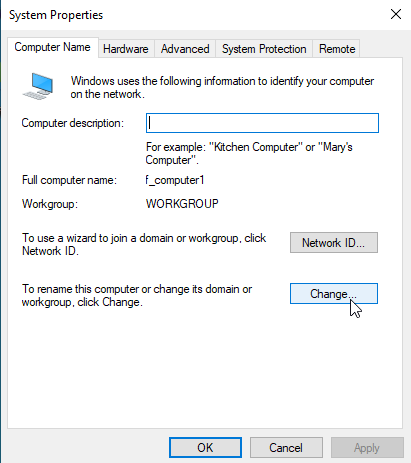 System Properties
Computer Name Hardware Advanced System Protection Remote
Windows uses the following information to identify your computer
on the network.
Computer description:
For example: "Kitchen Computer" or "Mary's
Computer".
Full computer name: f_computer1
Workgroup: WORKGROUP
To use a wizard to join a domain or workgroup, click
Network ID.
Network ID...
To rename this computer or change its domain or
workgroup, click Change.
Change...
OK Cancel Apply